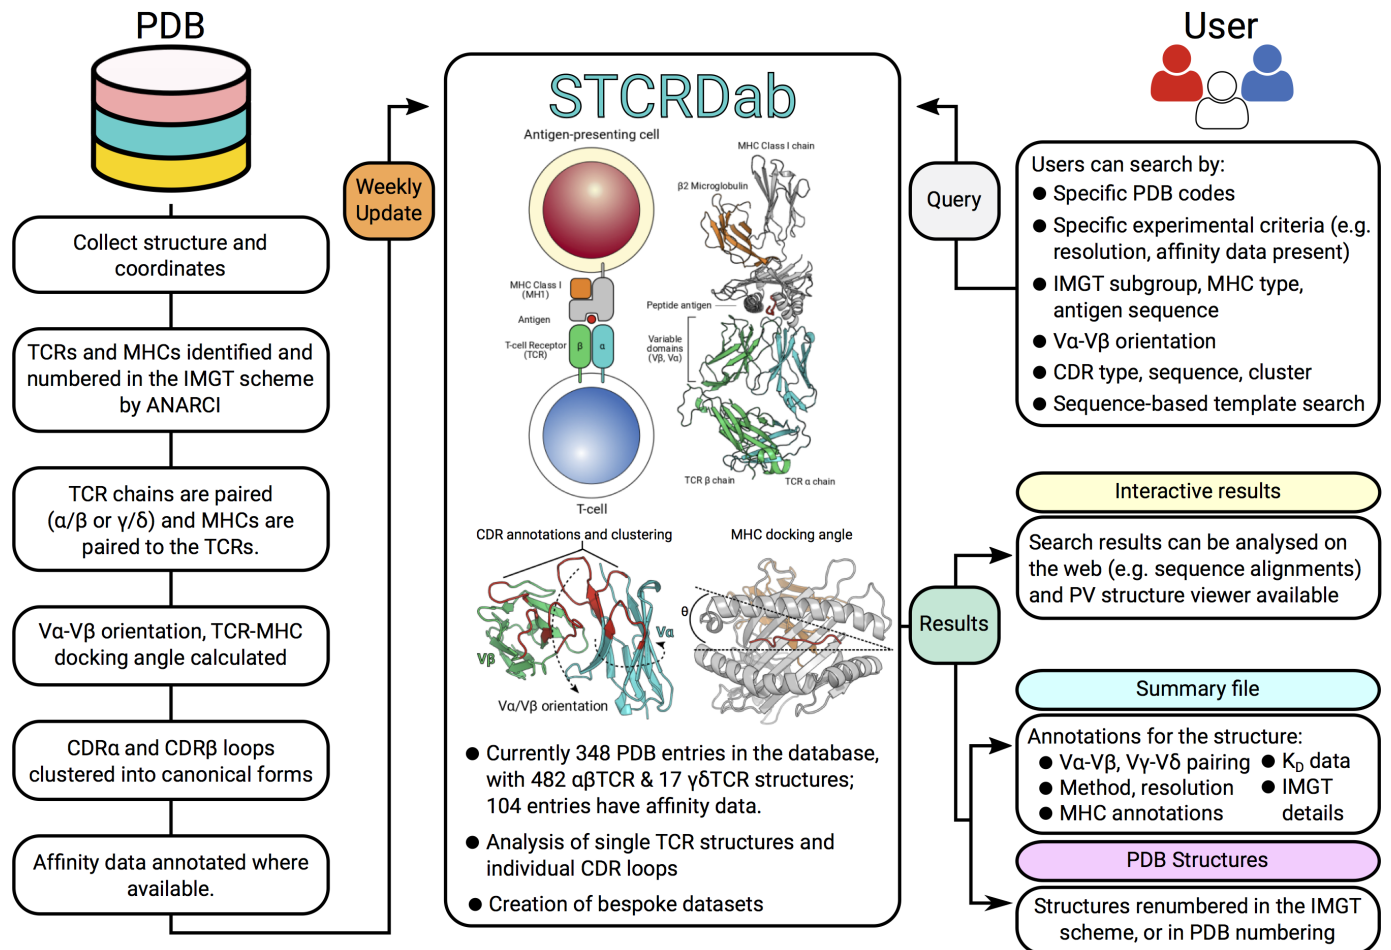 PDB
Collect structure and
coordinates
TCRs and MHCs identified and
numbered in the IMGT scheme
by ANARCI
TCR chains are paired
(α/β or γ/δ) and MHCs are
paired to the TCRs.
Vα-Vβ orientation, TCR-MHC
docking angle calculated
CDRα and CDRβ loops
clustered into canonical forms
Affinity data annotated where
available.
Weekly
Update
STCRDab
Antigen-presenting cell
MHC Class I
(MH1)
Antigen
T-cell Receptor
(TCR)
β
α
T-cell
MHC Class I chain
β2 Microglobulin
Peptide antigen
Variable
domains
(Vβ, Vα)
TCR β chain
TCR α chain
CDR annotations and clustering
Vβ
Vα
Vα/Vβ orientation
MHC docking angle
θ
● Currently 348 PDB entries in the database,
with 482 αβTCR & 17 γδTCR structures;
104 entries have affinity data.
● Analysis of single TCR structures and
individual CDR loops
● Creation of bespoke datasets
Query
Results
User
Users can search by:
● Specific PDB codes
● Specific experimental criteria (e.g.
resolution, affinity data present)
● IMGT subgroup, MHC type,
antigen sequence
● Vα-Vβ orientation
● CDR type, sequence, cluster
● Sequence-based template search
Interactive results
Search results can be analysed on
the web (e.g. sequence alignments)
and PV structure viewer available
Summary file
Annotations for the structure:
● Vα-Vβ, Vγ-Vδ pairing
● Method, resolution
● MHC annotations
● K_D data
● IMGT
details
PDB Structures
Structures renumbered in the IMGT
scheme, or in PDB numbering